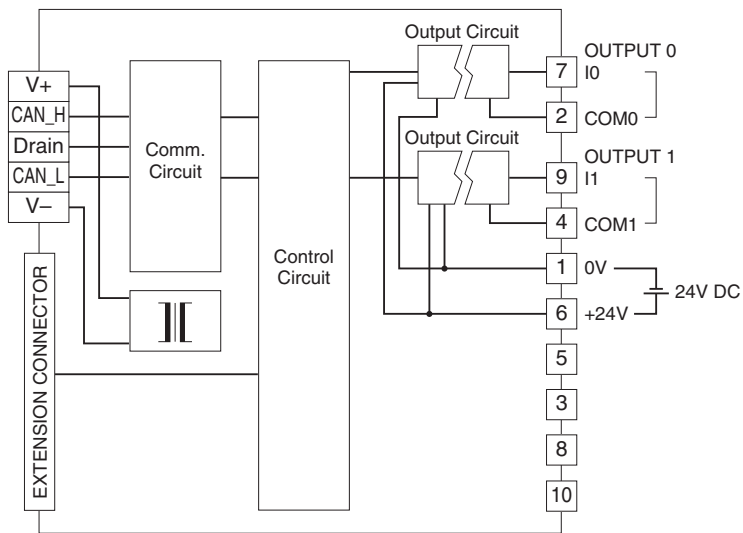 Output Circuit
OUTPUT 0
7 I0
2 COM0
Output Circuit
OUTPUT 1
9 I1
4 COM1
1 0V
24V DC
6 +24V
5
3
8
10
V+
CAN_H
Drain
CAN_L
V–
Comm.
Circuit
Control
Circuit
EXTENSION CONNECTOR